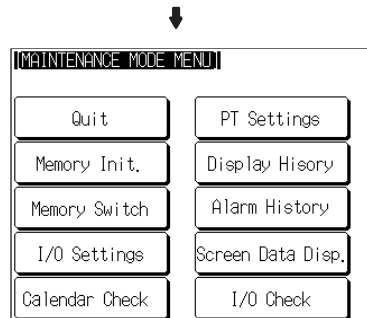 [MAINTENANCE MODE MENU]
Quit
PT Settings
Memory Init.
Display Hisory
Memory Switch
Alarm History
I/O Settings
Screen Data Disp.
Calendar Check
I/O Check